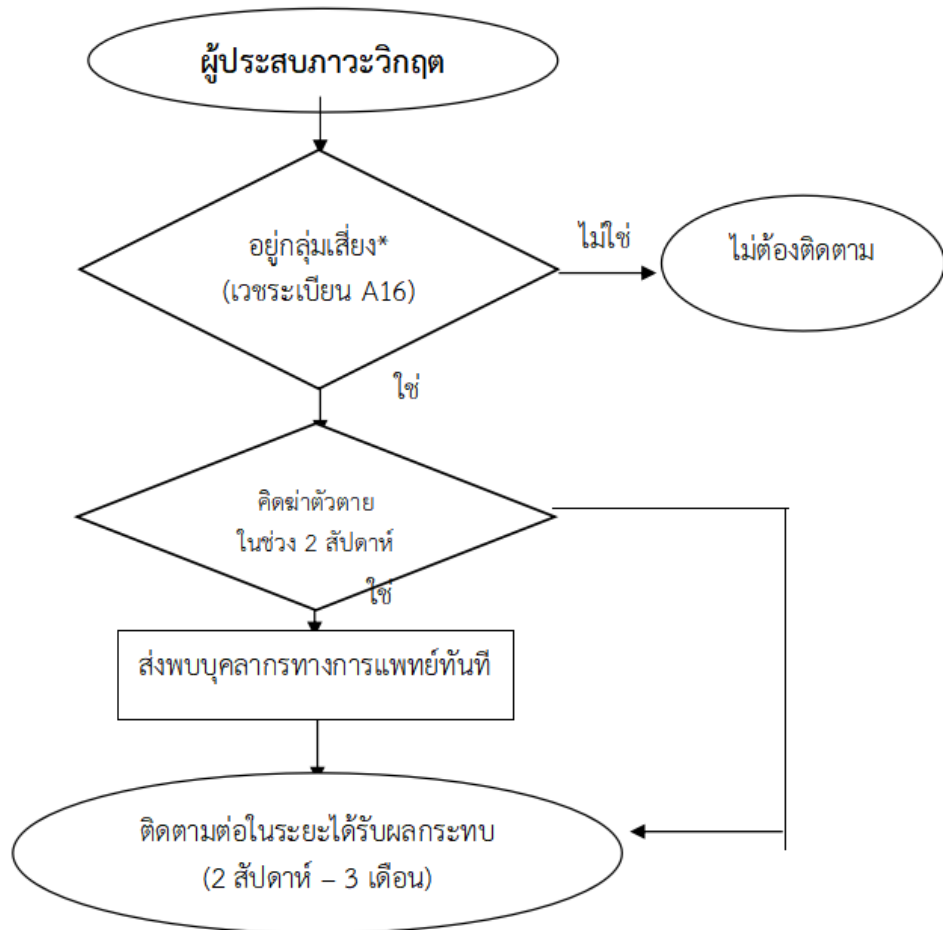 ผู้ประสบภาวะวิกฤต
อยู่กลุ่มเสี่ยง*
(เวชระเบียน A16)
ไม่ใช่
ไม่ต้องติดตาม
ใช่
คิดฆ่าตัวตาย
ในช่วง 2 สัปดาห์
ใช่
ส่งพบบุคลากรทางการแพทย์ทันที
ติดตามต่อในระยะได้รับผลกระทบ
(2 สัปดาห์ – 3 เดือน)